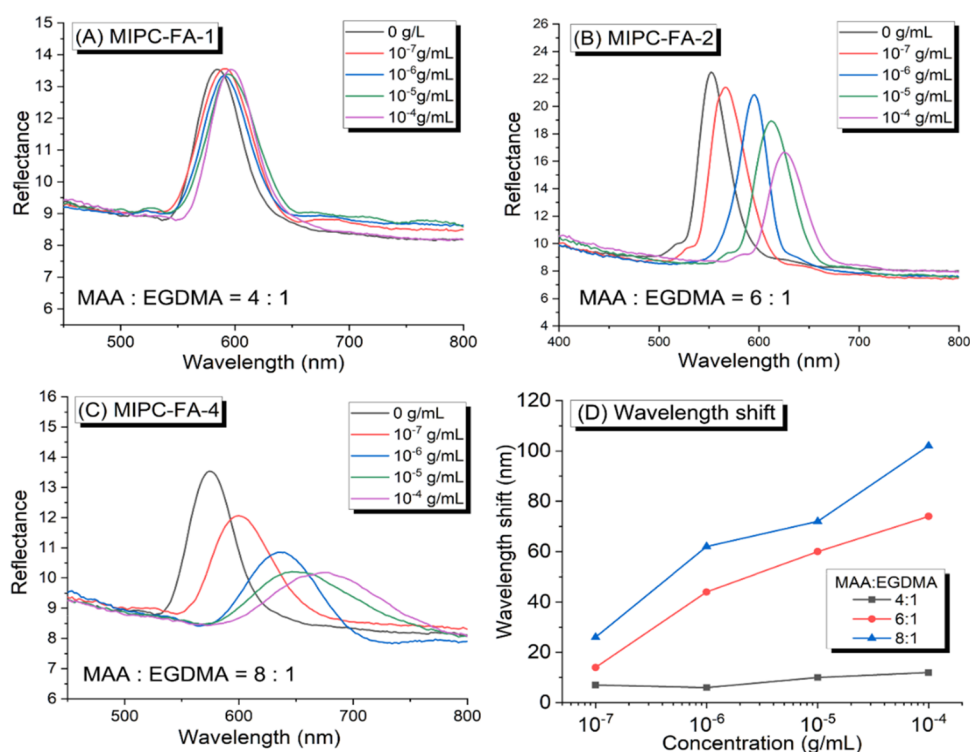 (A) MIPC-FA-1
0 g/L
10⁻⁷g/mL
10⁻⁶g/mL
10⁻⁵g/mL
10⁻⁴g/mL
15
14
13
12
11
10
9
8
7
6
Reflectance
MAA : EGDMA = 4 : 1
500 600 700 800
Wavelength (nm)
(B) MIPC-FA-2
0 g/mL
10⁻⁷ g/mL
10⁻⁶ g/mL
10⁻⁵ g/mL
10⁻⁴ g/mL
26
24
22
20
18
16
14
12
10
8
6
4
Reflectance
MAA : EGDMA = 6 : 1
400 500 600 700 800
Wavelength (nm)
(C) MIPC-FA-4
0 g/mL
10⁻⁷ g/mL
10⁻⁶ g/mL
10⁻⁵ g/mL
10⁻⁴ g/mL
16
15
14
13
12
11
10
9
8
7
6
Reflectance
MAA : EGDMA = 8 : 1
500 600 700 800
Wavelength (nm)
(D) Wavelength shift
120
100
80
60
40
20
0
Wavelength shift (nm)
MAA:EGDMA
4:1
6:1
8:1
10⁻⁷ 10⁻⁶ 10⁻⁵ 10⁻⁴
Concentration (g/mL)